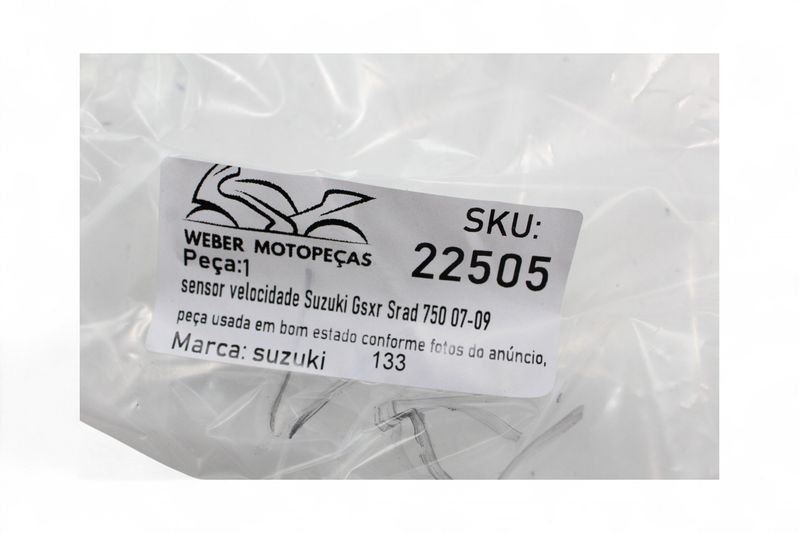 WEBER MOTOPEÇAS
SKU:
22505
Peça:1
sensor velocidade Suzuki Gsxr Srad 750 07-09
peça usada em bom estado conforme fotos do anúncio.
Marca: suzuki 133